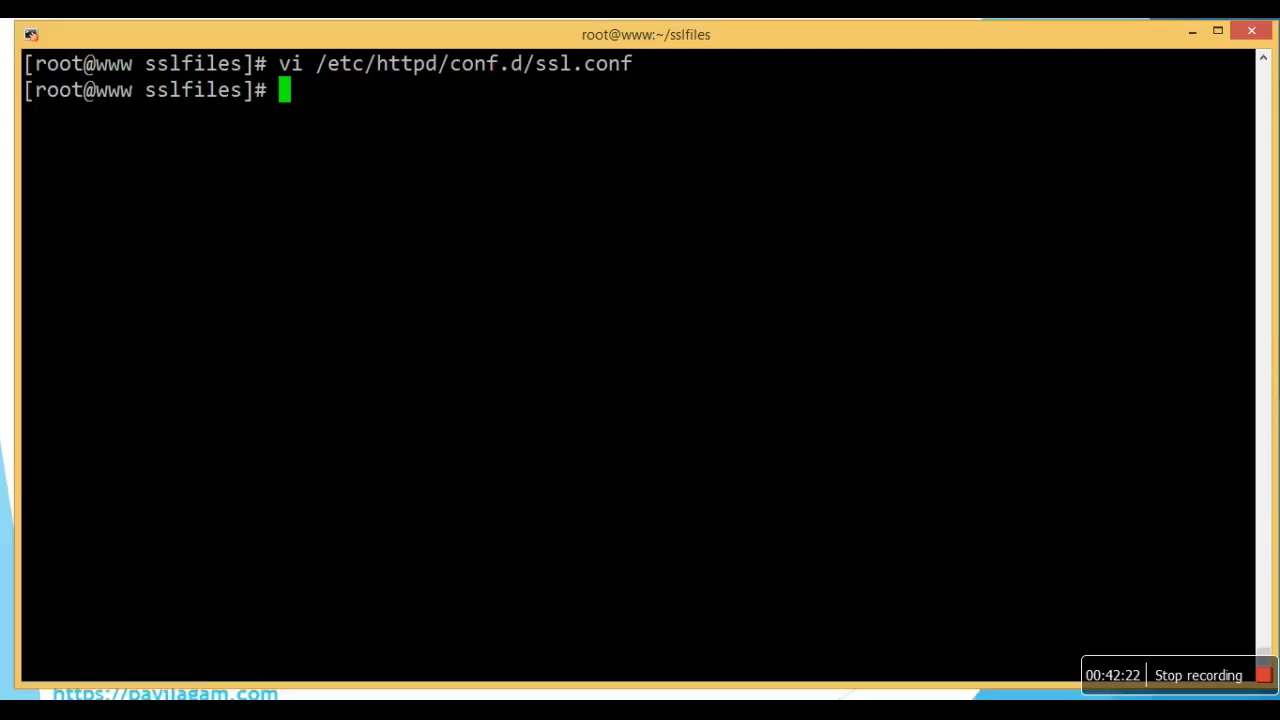 root@www:~/sslfiles
[root@www sslfiles]# vi /etc/httpd/conf.d/ssl.conf
[root@www sslfiles]#
00:42:22 Stop recording
https://payilagam.com